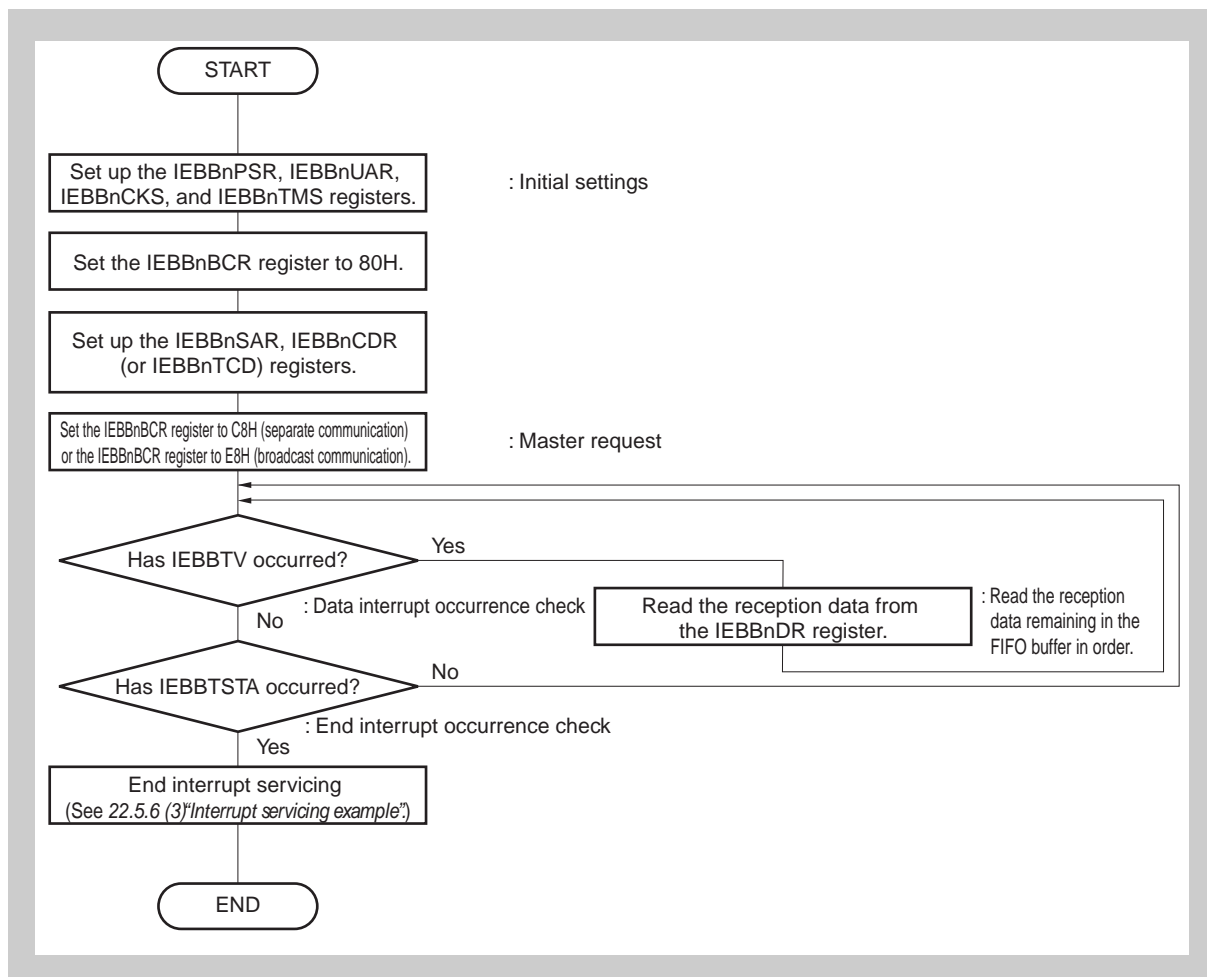 START
Set up the IEBBnPSR, IEBBnUAR,
IEBBnCKS, and IEBBnTMS registers.
: Initial settings
Set the IEBBnBCR register to 80H.
Set up the IEBBnSAR, IEBBnCDR
(or IEBBnTCD) registers.
Set the IEBBnBCR register to C8H (separate communication)
or the IEBBnBCR register to E8H (broadcast communication).
: Master request
Has IEBBTV occurred?
Yes
No
: Data interrupt occurrence check
Read the reception data from
the IEBBnDR register.
: Read the reception
data remaining in the
FIFO buffer in order.
Has IEBBTSTA occurred?
No
: End interrupt occurrence check
Yes
End interrupt servicing
(See 22.5.6 (3)"Interrupt servicing example".)
END